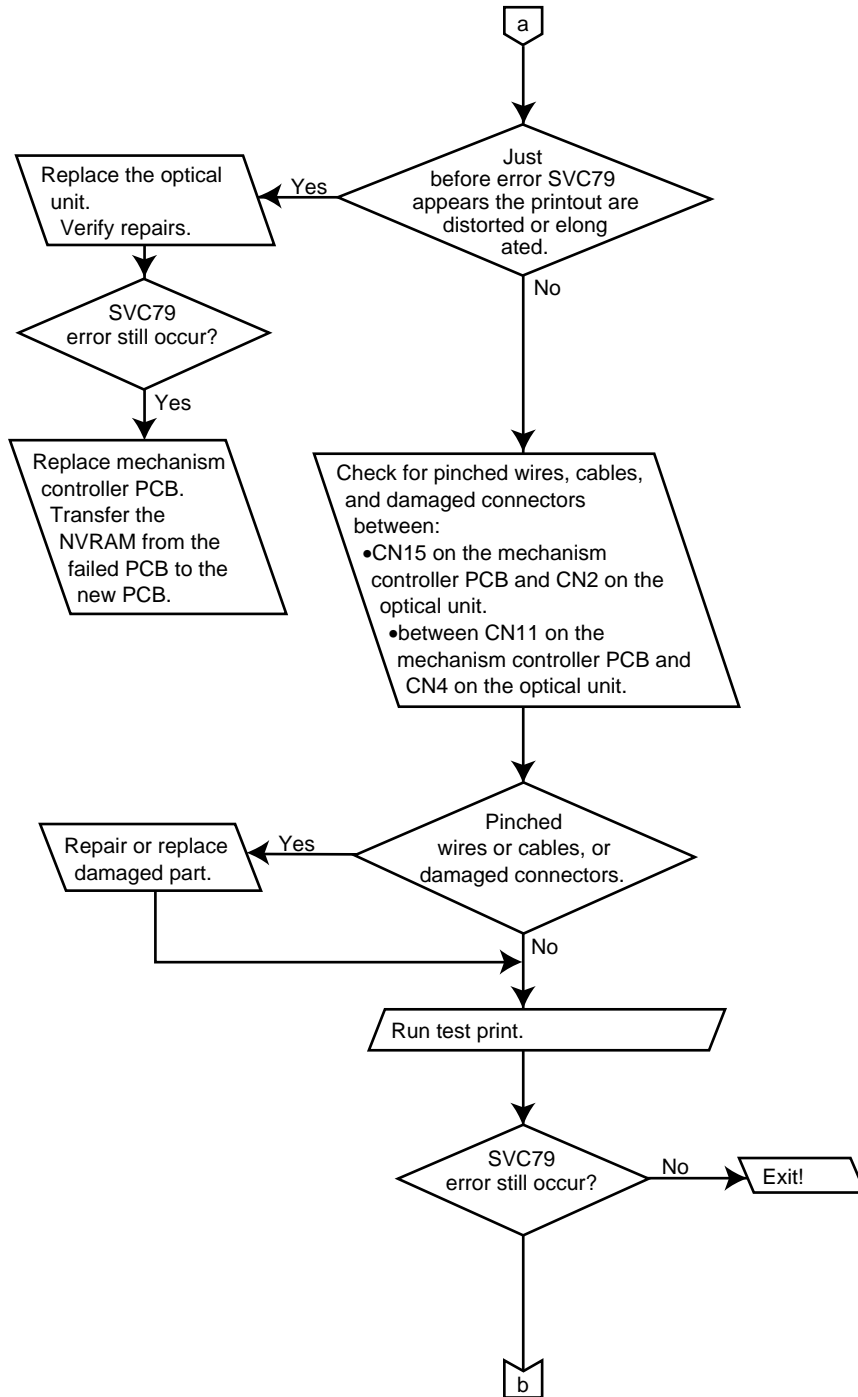 a
Just
before error SVC79
appears the printout are
distorted or elong
ated.
Yes
Replace the optical
unit.
Verify repairs.
No
SVC79
error still occur?
Yes
Replace mechanism
controller PCB.
Transfer the
NVRAM from the
failed PCB to the
new PCB.
Check for pinched wires, cables,
and damaged connectors
between:
•CN15 on the mechanism
controller PCB and CN2 on the
optical unit.
•between CN11 on the
mechanism controller PCB and
CN4 on the optical unit.
Pinched
wires or cables, or
damaged connectors.
Yes
Repair or replace
damaged part.
No
Run test print.
SVC79
error still occur?
No
Exit!
b